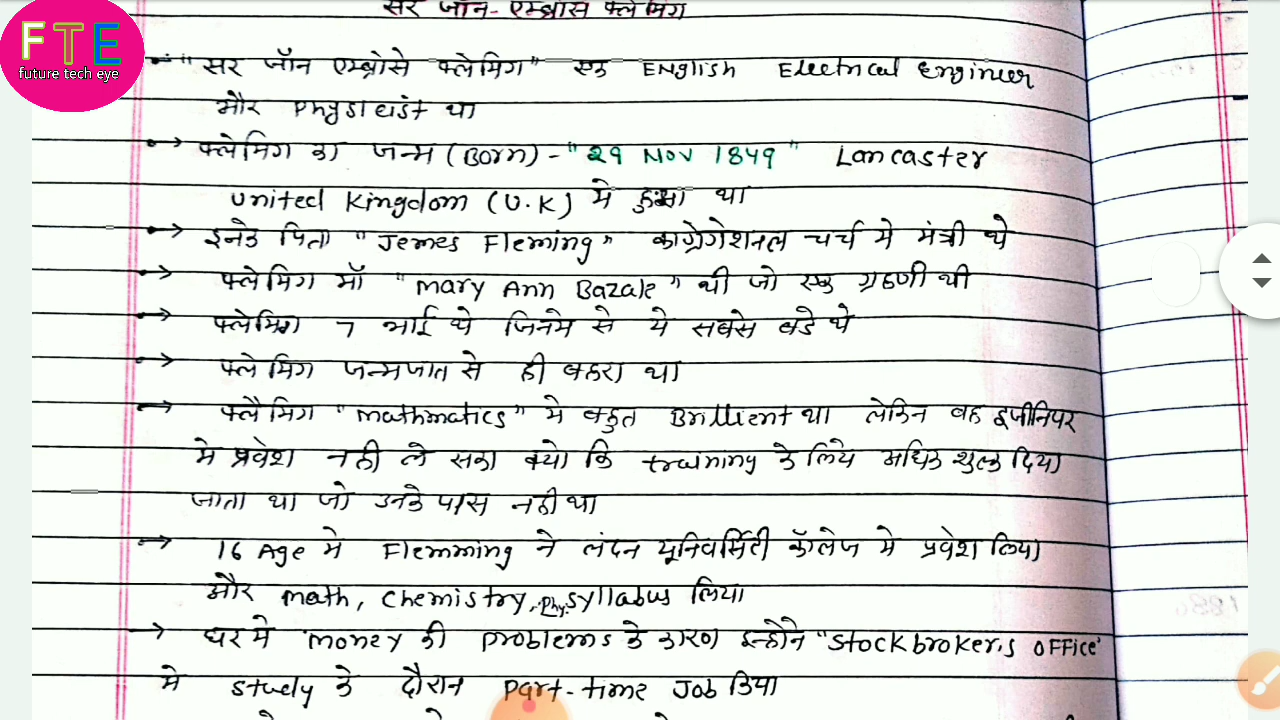 सर जॉन-एम्ब्रोस फ्लेमिंग
FTE
future tech eye
"सर जॉन एम्ब्रोसे फ्लेमिंग" एक English Electrical Engineer
और Physicist था
फ्लेमिंग का जन्म (Born) - "29 NOV 1849" Lancaster
United Kingdom (U.K) मे हुआ था
इनके पिता "Jemes Fleming" काग्रेगेशनल चर्च मे मंत्री थे
फ्लेमिग माँ "Mary Ann Bazale" थी जो एक ग्रहणी थी
फ्लेमिग 7 भाई थे जिनमे से ये सबसे बडे थे
फ्लेमिग जन्मजात से ही बहरा था
फ्लैमिग "mathmatics" मे बहुत Brillient था लेकिन वह इंजीनियर
मे प्रवेश नही ले सका क्यो कि training के लिये अधिक शुल्क दिया
जाता था जो उनके पास नही था
16 Age मे Flemming ने लंदन यूनिवर्सिटी कॅालेज मे प्रवेश लिया
और math, Chemistry, Phy. Syllabus लिया
घर मे money की problems के कारण इन्होने "Stockbroker,s office'
मे study के दौरान Part-time Job किया